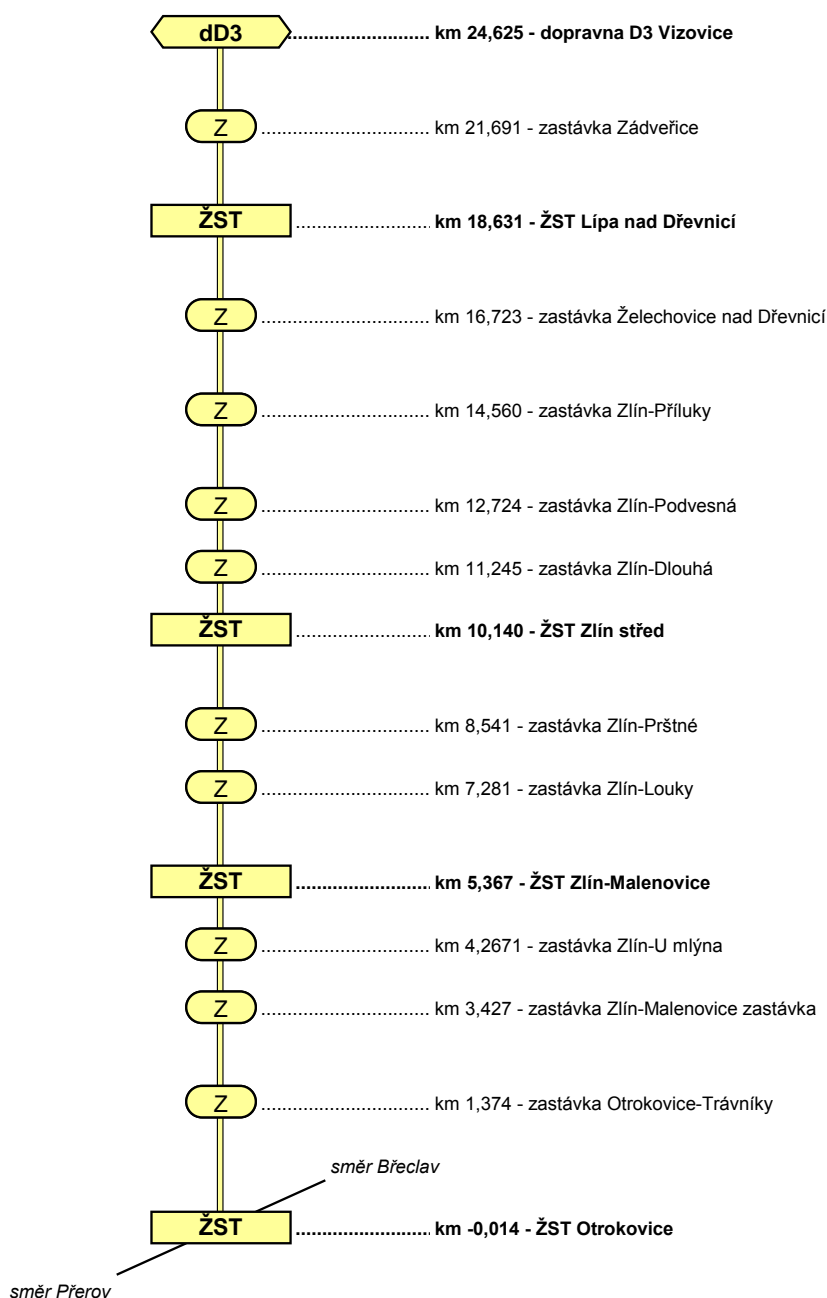 dD3 km 24,625 - dopravna D3 Vizovice
Z km 21,691 - zastávka Zádveřice
ŽST km 18,631 - ŽST Lípa nad Dřevnicí
Z km 16,723 - zastávka Želechovice nad Dřevnicí
Z km 14,560 - zastávka Zlín-Příluky
Z km 12,724 - zastávka Zlín-Podvesná
Z km 11,245 - zastávka Zlín-Dlouhá
ŽST km 10,140 - ŽST Zlín střed
Z km 8,541 - zastávka Zlín-Prštné
Z km 7,281 - zastávka Zlín-Louky
ŽST km 5,367 - ŽST Zlín-Malenovice
Z km 4,2671 - zastávka Zlín-U mlýna
Z km 3,427 - zastávka Zlín-Malenovice zastávka
Z km 1,374 - zastávka Otrokovice-Trávníky
směr Břeclav
ŽST km -0,014 - ŽST Otrokovice
směr Přerov